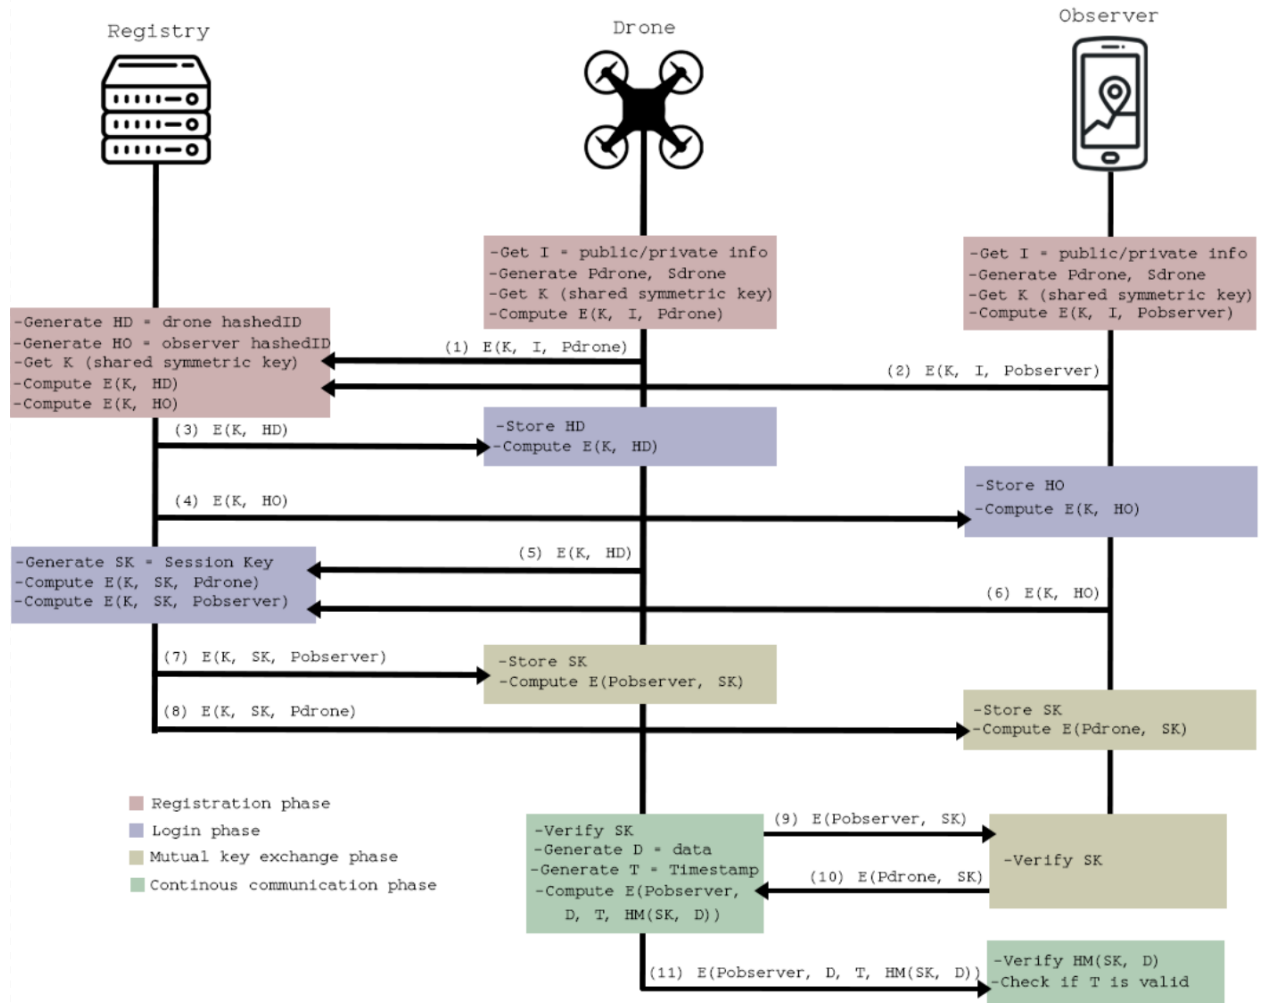 Registry
Drone
Observer
-Get I = public/private info
-Generate Pdrone, Sdrone
-Get K (shared symmetric key)
-Compute E(K, I, Pdrone)
-Get I = public/private info
-Generate Pdrone, Sdrone
-Get K (shared symmetric key)
-Compute E(K, I, Pobserver)
-Generate HD = drone hashedID
-Generate HO = observer hashedID
-Get K (shared symmetric key)
-Compute E(K, HD)
-Compute E(K, HO)
(1) E(K, I, Pdrone)
(2) E(K, I, Pobserver)
(3) E(K, HD)
-Store HD
-Compute E(K, HD)
(4) E(K, HO)
-Store HO
-Compute E(K, HO)
-Generate SK = Session Key
-Compute E(K, SK, Pdrone)
-Compute E(K, SK, Pobserver)
(5) E(K, HD)
(6) E(K, HO)
(7) E(K, SK, Pobserver)
-Store SK
-Compute E(Pobserver, SK)
(8) E(K, SK, Pdrone)
-Store SK
-Compute E(Pdrone, SK)
Registration phase
Login phase
Mutual key exchange phase
Continous communication phase
-Verify SK
-Generate D = data
-Generate T = Timestamp
-Compute E(Pobserver,
D, T, HM(SK, D))
(9) E(Pobserver, SK)
-Verify SK
(10) E(Pdrone, SK)
(11) E(Pobserver, D, T, HM(SK, D))
-Verify HM(SK, D)
-Check if T is valid